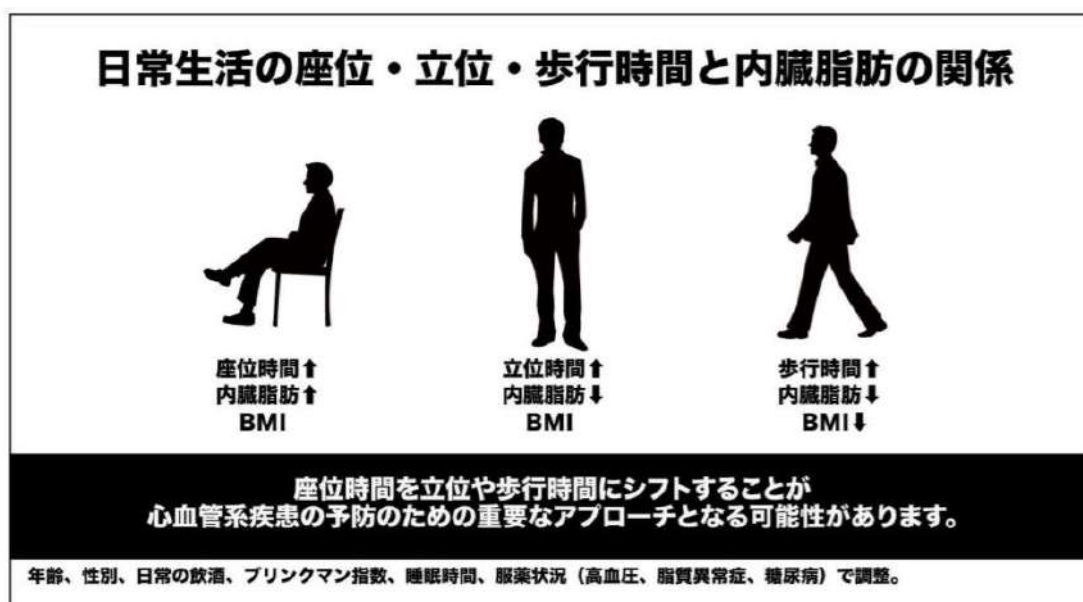 日常生活の座位・立位・歩行時間と内臓脂肪の関係
座位時間⬆
内臓脂肪⬆
BMI
立位時間⬆
内臓脂肪⬇
BMI
歩行時間⬆
内臓脂肪⬇
BMI⬇
座位時間を立位や歩行時間にシフトすることが
心血管系疾患の予防のための重要なアプローチとなる可能性があります。
年齢、性別、日常の飲酒、ブリンクマン指数、睡眠時間、服薬状況（高血圧、脂質異常症、糖尿病）で調整。